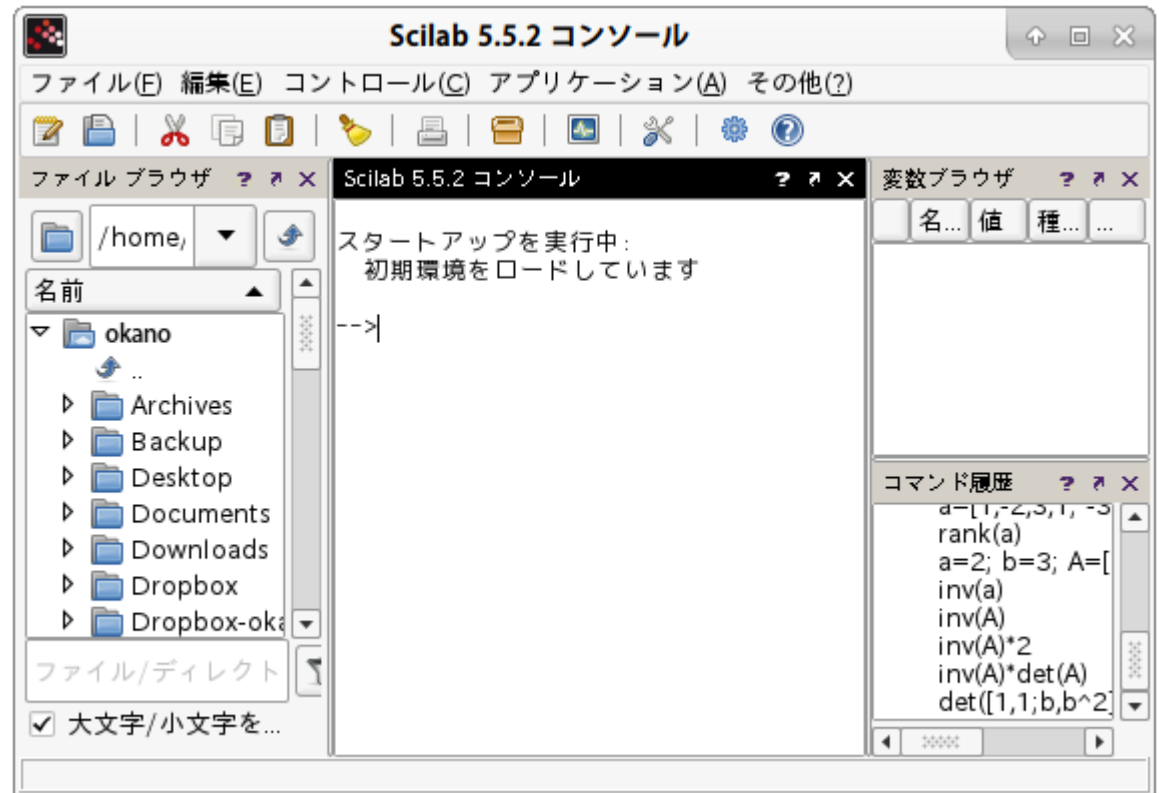 Scilab 5.5.2 コンソール
ファイル(F) 編集(E) コントロール(C) アプリケーション(A) その他(?)
ファイル ブラウザ ? ↗ ×
/home,
名前
okano
..
Archives
Backup
Desktop
Documents
Downloads
Dropbox
Dropbox-oka
ファイル/ディレクト
大文字/小文字を...
Scilab 5.5.2 コンソール ? ↗ ×
スタートアップを実行中:
初期環境をロードしています
-->
変数ブラウザ ? ↗ ×
名... 値 種... ...
コマンド履歴 ? ↗ ×
a=[1,-2,3,1; -3
rank(a)
a=2; b=3; A=[
inv(a)
inv(A)
inv(A)*2
inv(A)*det(A)
det([1,1;b,b^2]